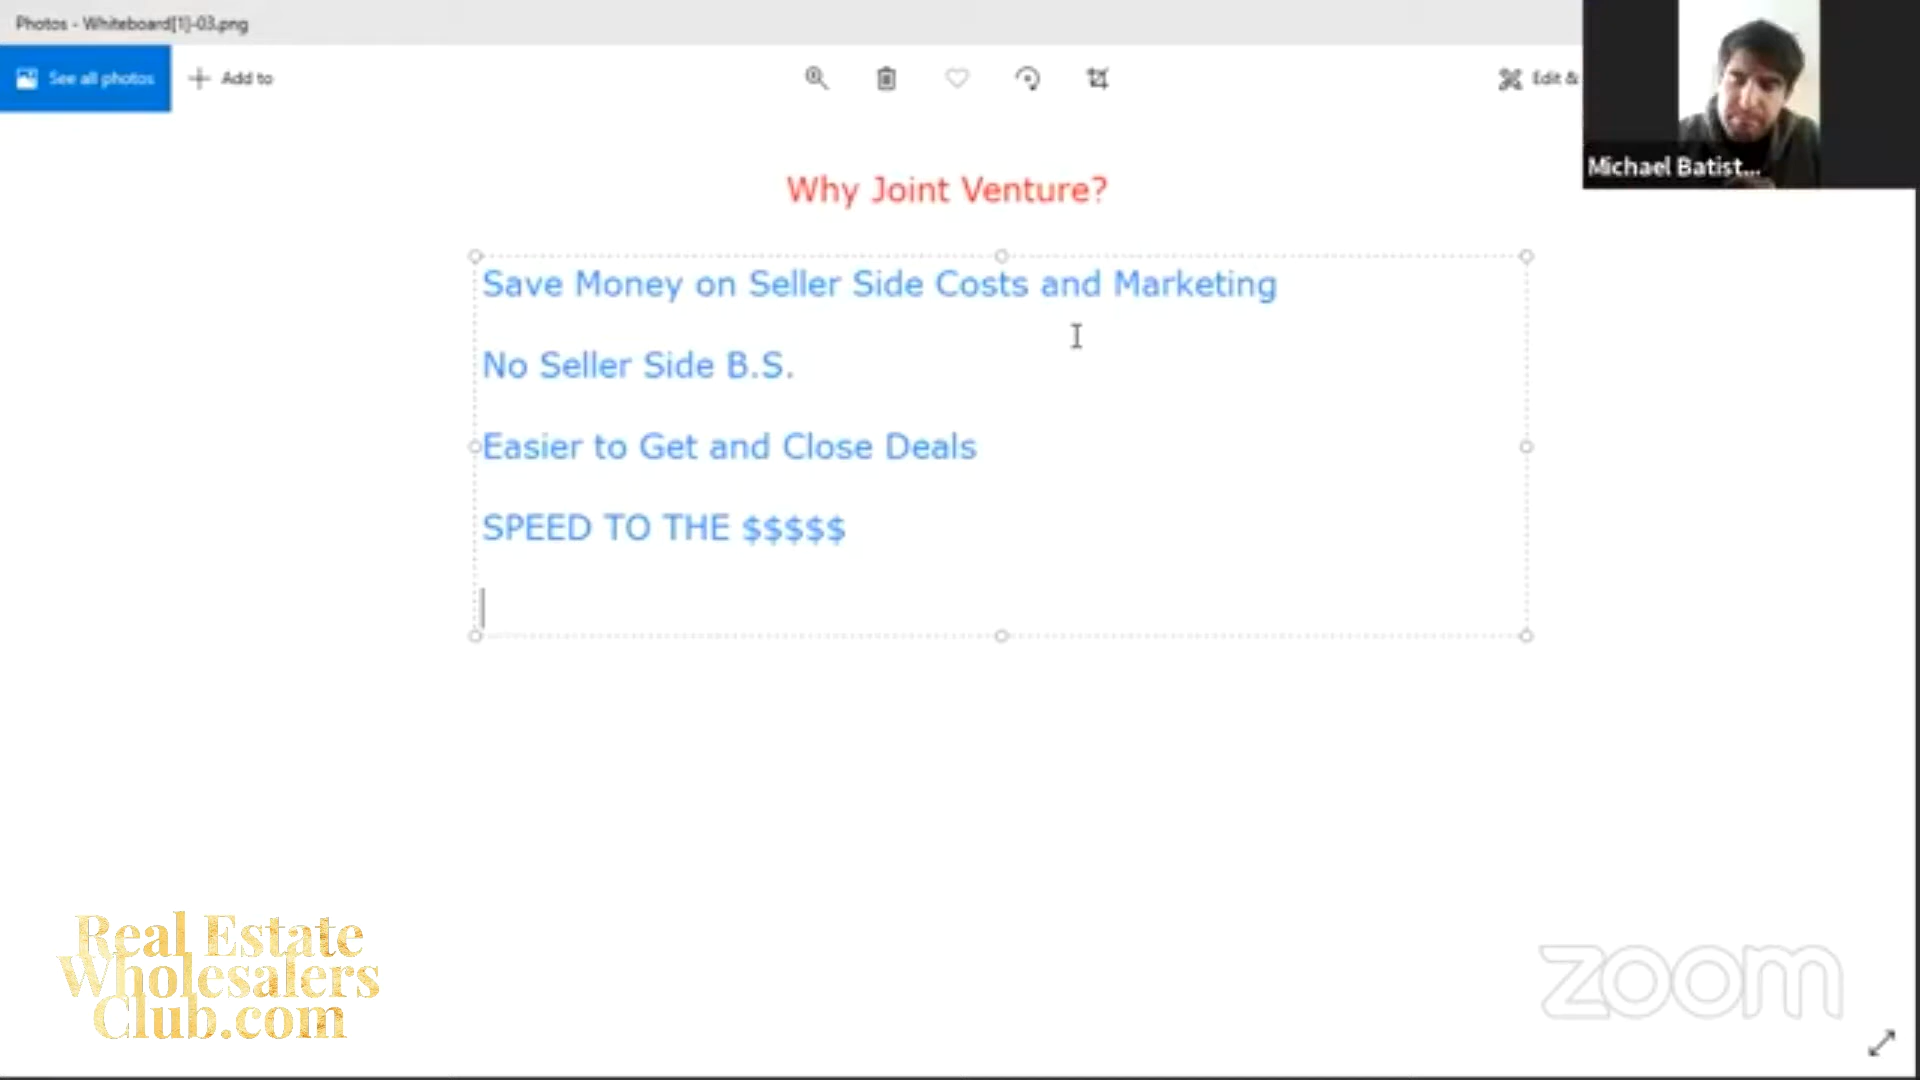 Photos - Whiteboard[1]-03.png
See all photos
Add to
Edit &
Michael Batist...
Why Joint Venture?
Save Money on Seller Side Costs and Marketing
No Seller Side B.S.
Easier to Get and Close Deals
SPEED TO THE $$$$$
Real Estate
Wholesalers
Club.com
zoom